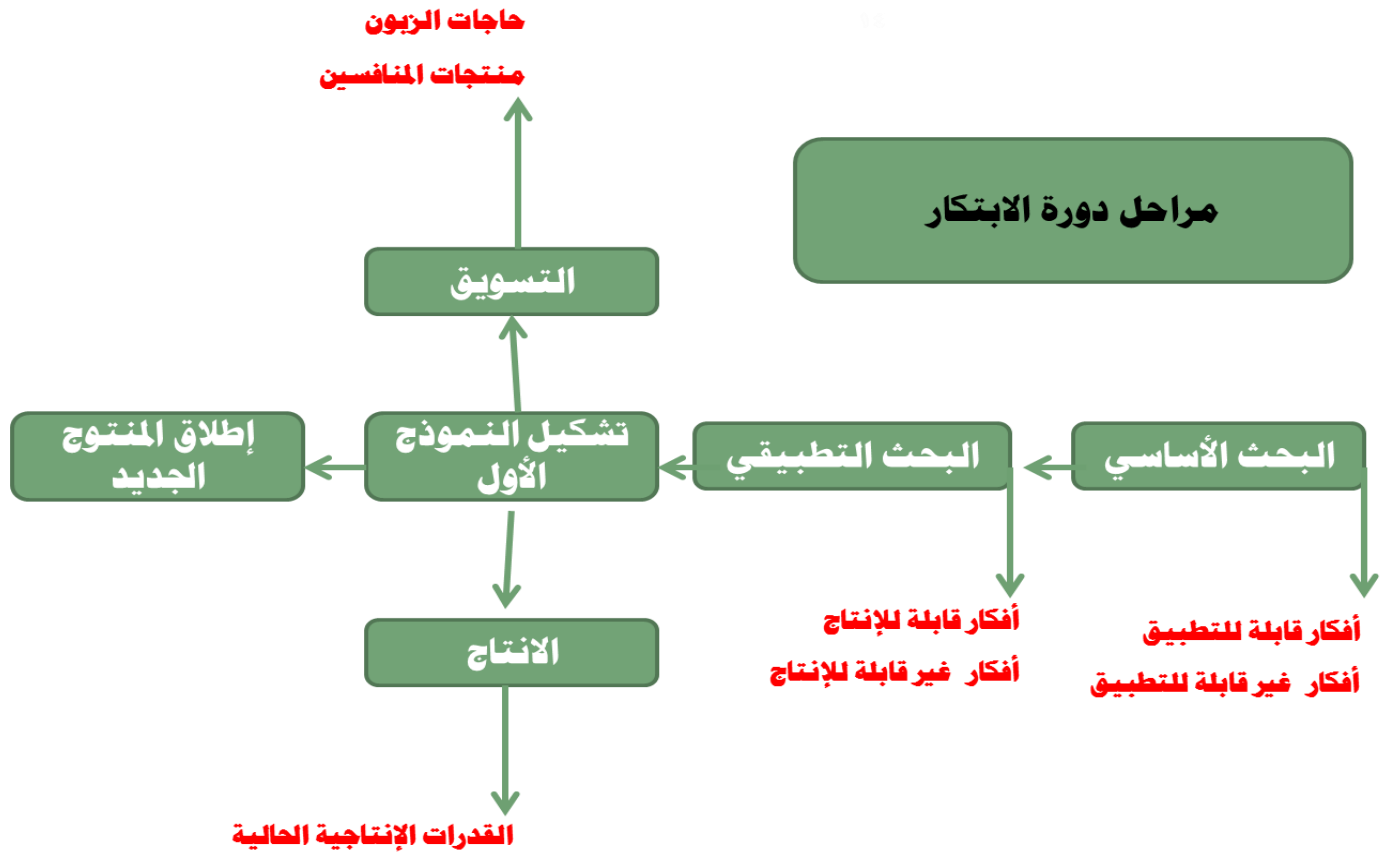 حاجات الزبون
منتجات المنافسين
مراحل دورة الابتكار
التسويق
البحث الأساسي
البحث التطبيقي
تشكيل النموذج
الأول
إطلاق المنتوج
الجديد
أفكار قابلة للتطبيق
أفكار غير قابلة للتطبيق
أفكار قابلة للإنتاج
أفكار غير قابلة للإنتاج
الانتاج
القدرات الإنتاجية الحالية